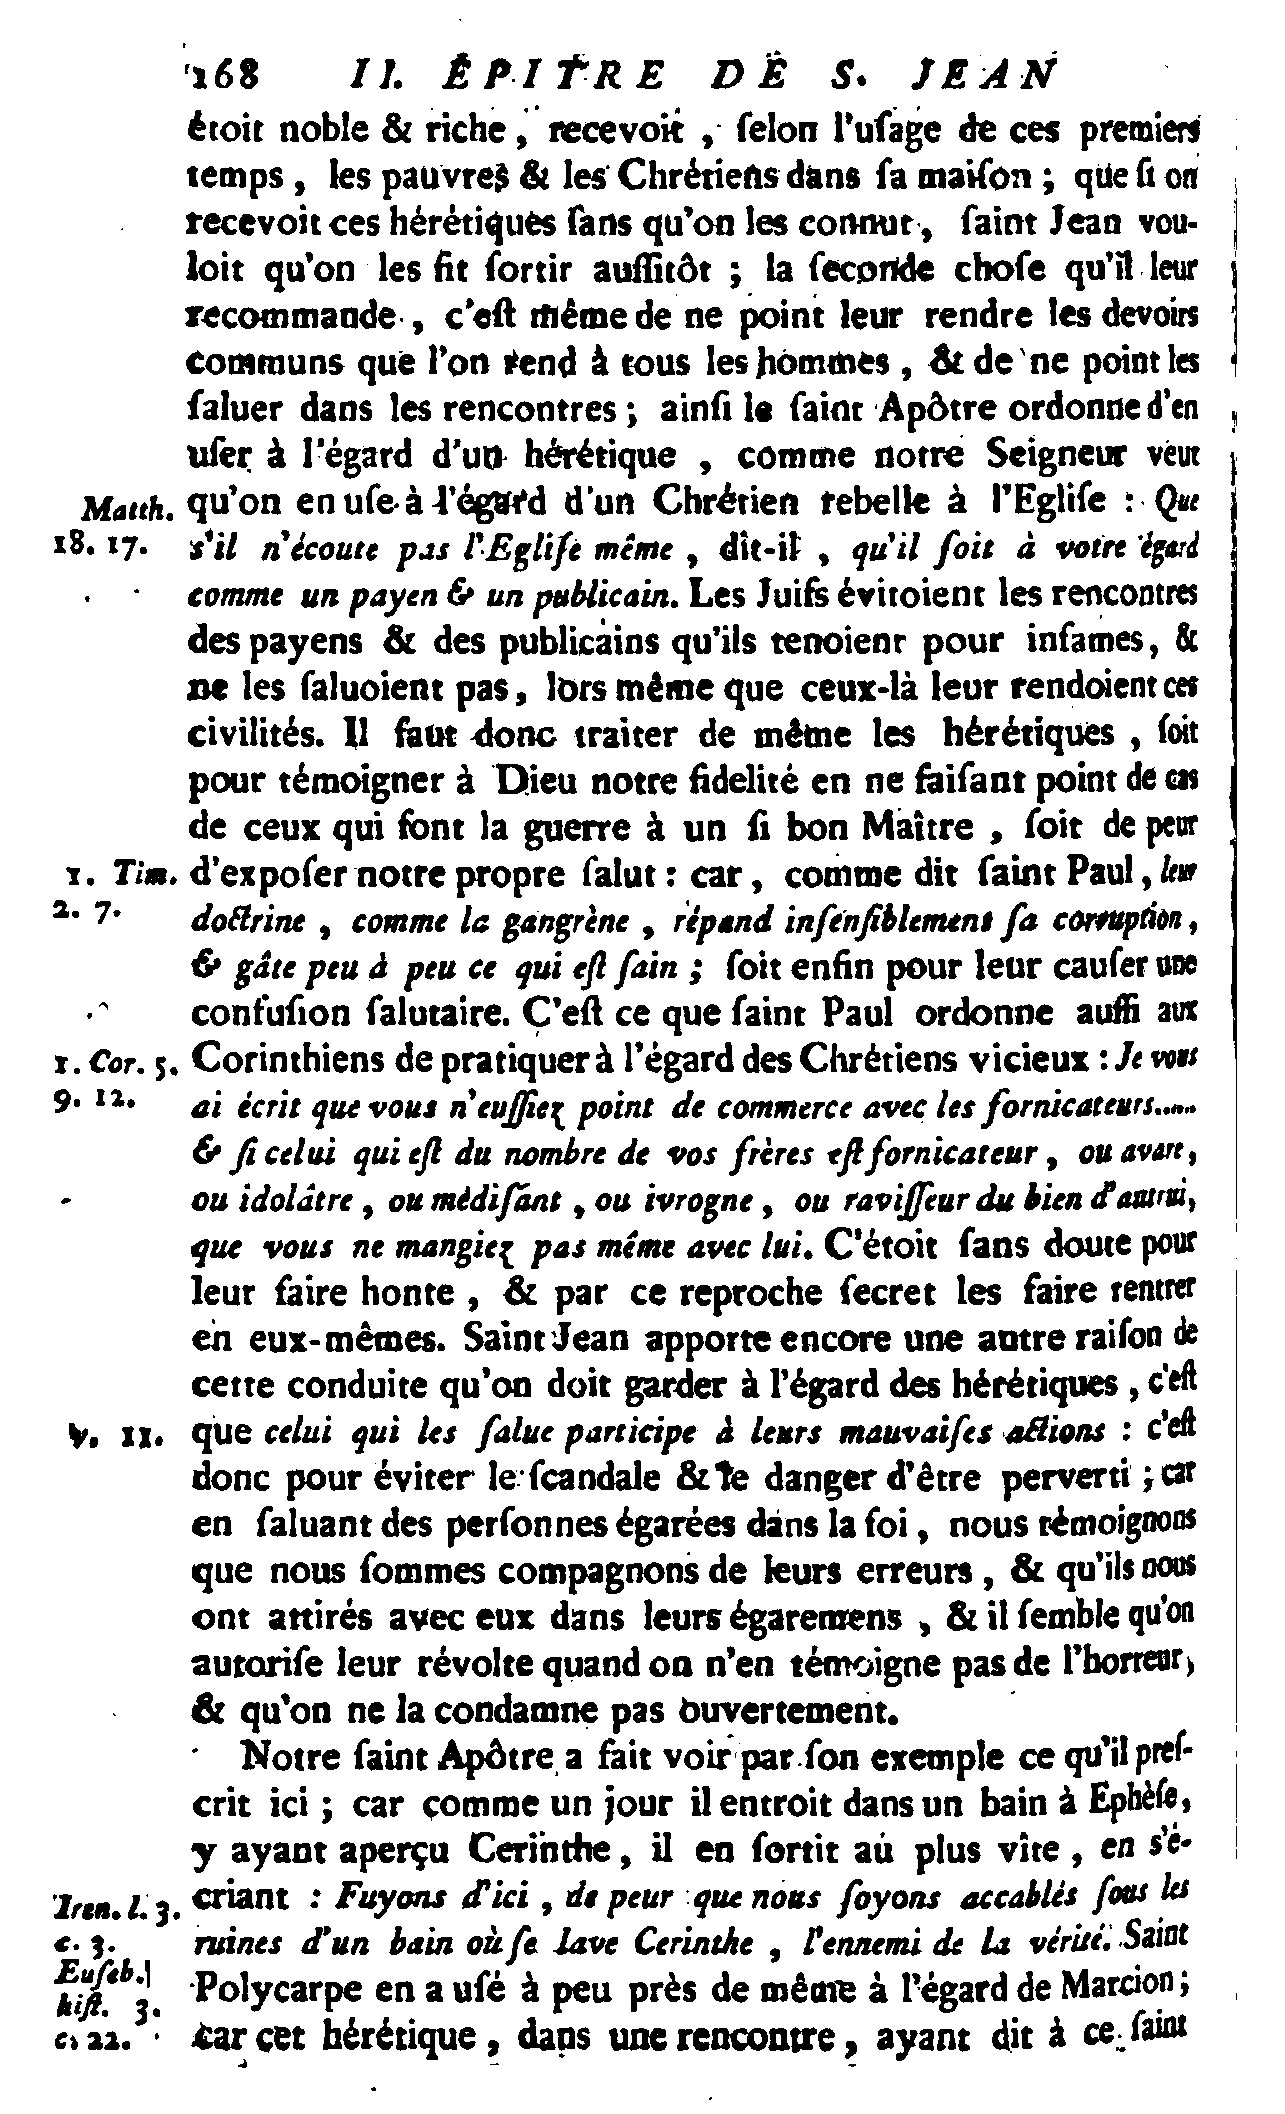 168 II. ÉPITRE DE S. JEAN
étoit noble & riche, recevoit, ſelon l'uſage de ces premiers
temps, les pauvres & les Chrétiens dans ſa maiſon ; que ſi on
recevoit ces hérétiques ſans qu'on les connut, ſaint Jean vou-
loit qu'on les fit ſortir auſſitôt ; la ſeconde choſe qu'il leur
recommande, c'eſt même de ne point leur rendre les devoirs
communs que l'on rend à tous les hommes, & de ne point les
ſaluer dans les rencontres ; ainſi le ſaint Apôtre ordonne d'en
uſer à l'égard d'un hérétique, comme notre Seigneur veut
Matth. qu'on en uſe à l'égard d'un Chrétien rebelle à l'Egliſe : Que
18. 17. s'il n'écoute pas l'Egliſe même, dit-il, qu'il ſoit à votre égard
comme un payen & un publicain. Les Juifs évitoient les rencontres
des payens & des publicains qu'ils tenoient pour infames, &
ne les ſaluoient pas, lors même que ceux-là leur rendoient ces
civilités. Il faut donc traiter de même les hérétiques, ſoit
pour témoigner à Dieu notre fidelité en ne faiſant point de cas
de ceux qui font la guerre à un ſi bon Maître, ſoit de peur
1. Tim. d'expoſer notre propre ſalut : car, comme dit ſaint Paul, leur
2. 7. doctrine, comme la gangrène, répand inſenſiblement ſa corruption,
& gâte peu à peu ce qui eſt ſain ; ſoit enfin pour leur cauſer une
confuſion ſalutaire. C'eſt ce que ſaint Paul ordonne auſſi aux
1. Cor. 5. Corinthiens de pratiquer à l'égard des Chrétiens vicieux : Je vous
9. 12. ai écrit que vous n'euſſiez point de commerce avec les fornicateurs.....
& ſi celui qui eſt du nombre de vos frères eſt fornicateur, ou avare,
ou idolâtre, ou médiſant, ou ivrogne, ou raviſſeur du bien d'autrui,
que vous ne mangiez pas même avec lui. C'étoit ſans doute pour
leur faire honte, & par ce reproche ſecret les faire rentrer
en eux-mêmes. Saint Jean apporte encore une autre raiſon de
cette conduite qu'on doit garder à l'égard des hérétiques, c'eſt
v. 11. que celui qui les ſalue participe à leurs mauvaiſes actions : c'eſt
donc pour éviter le ſcandale & le danger d'être perverti ; car
en ſaluant des perſonnes égarées dans la foi, nous témoignons
que nous ſommes compagnons de leurs erreurs, & qu'ils nous
ont attirés avec eux dans leurs égaremens, & il ſemble qu'on
autoriſe leur révolte quand on n'en témoigne pas de l'horreur,
& qu'on ne la condamne pas ouvertement.
Notre ſaint Apôtre a fait voir par ſon exemple ce qu'il preſ-
crit ici ; car comme un jour il entroit dans un bain à Ephèſe,
y ayant aperçu Cerinthe, il en ſortit au plus vîte, en s'é-
Iren. l. 3. criant : Fuyons d'ici, de peur que nous ſoyons accablés ſous les
c. 3. ruines d'un bain où ſe lave Cerinthe, l'ennemi de la vérité. Saint
Euſeb. Polycarpe en a uſé à peu près de même à l'égard de Marcion ;
hiſt. 3.
c. 22. car cet hérétique, dans une rencontre, ayant dit à ce ſaint